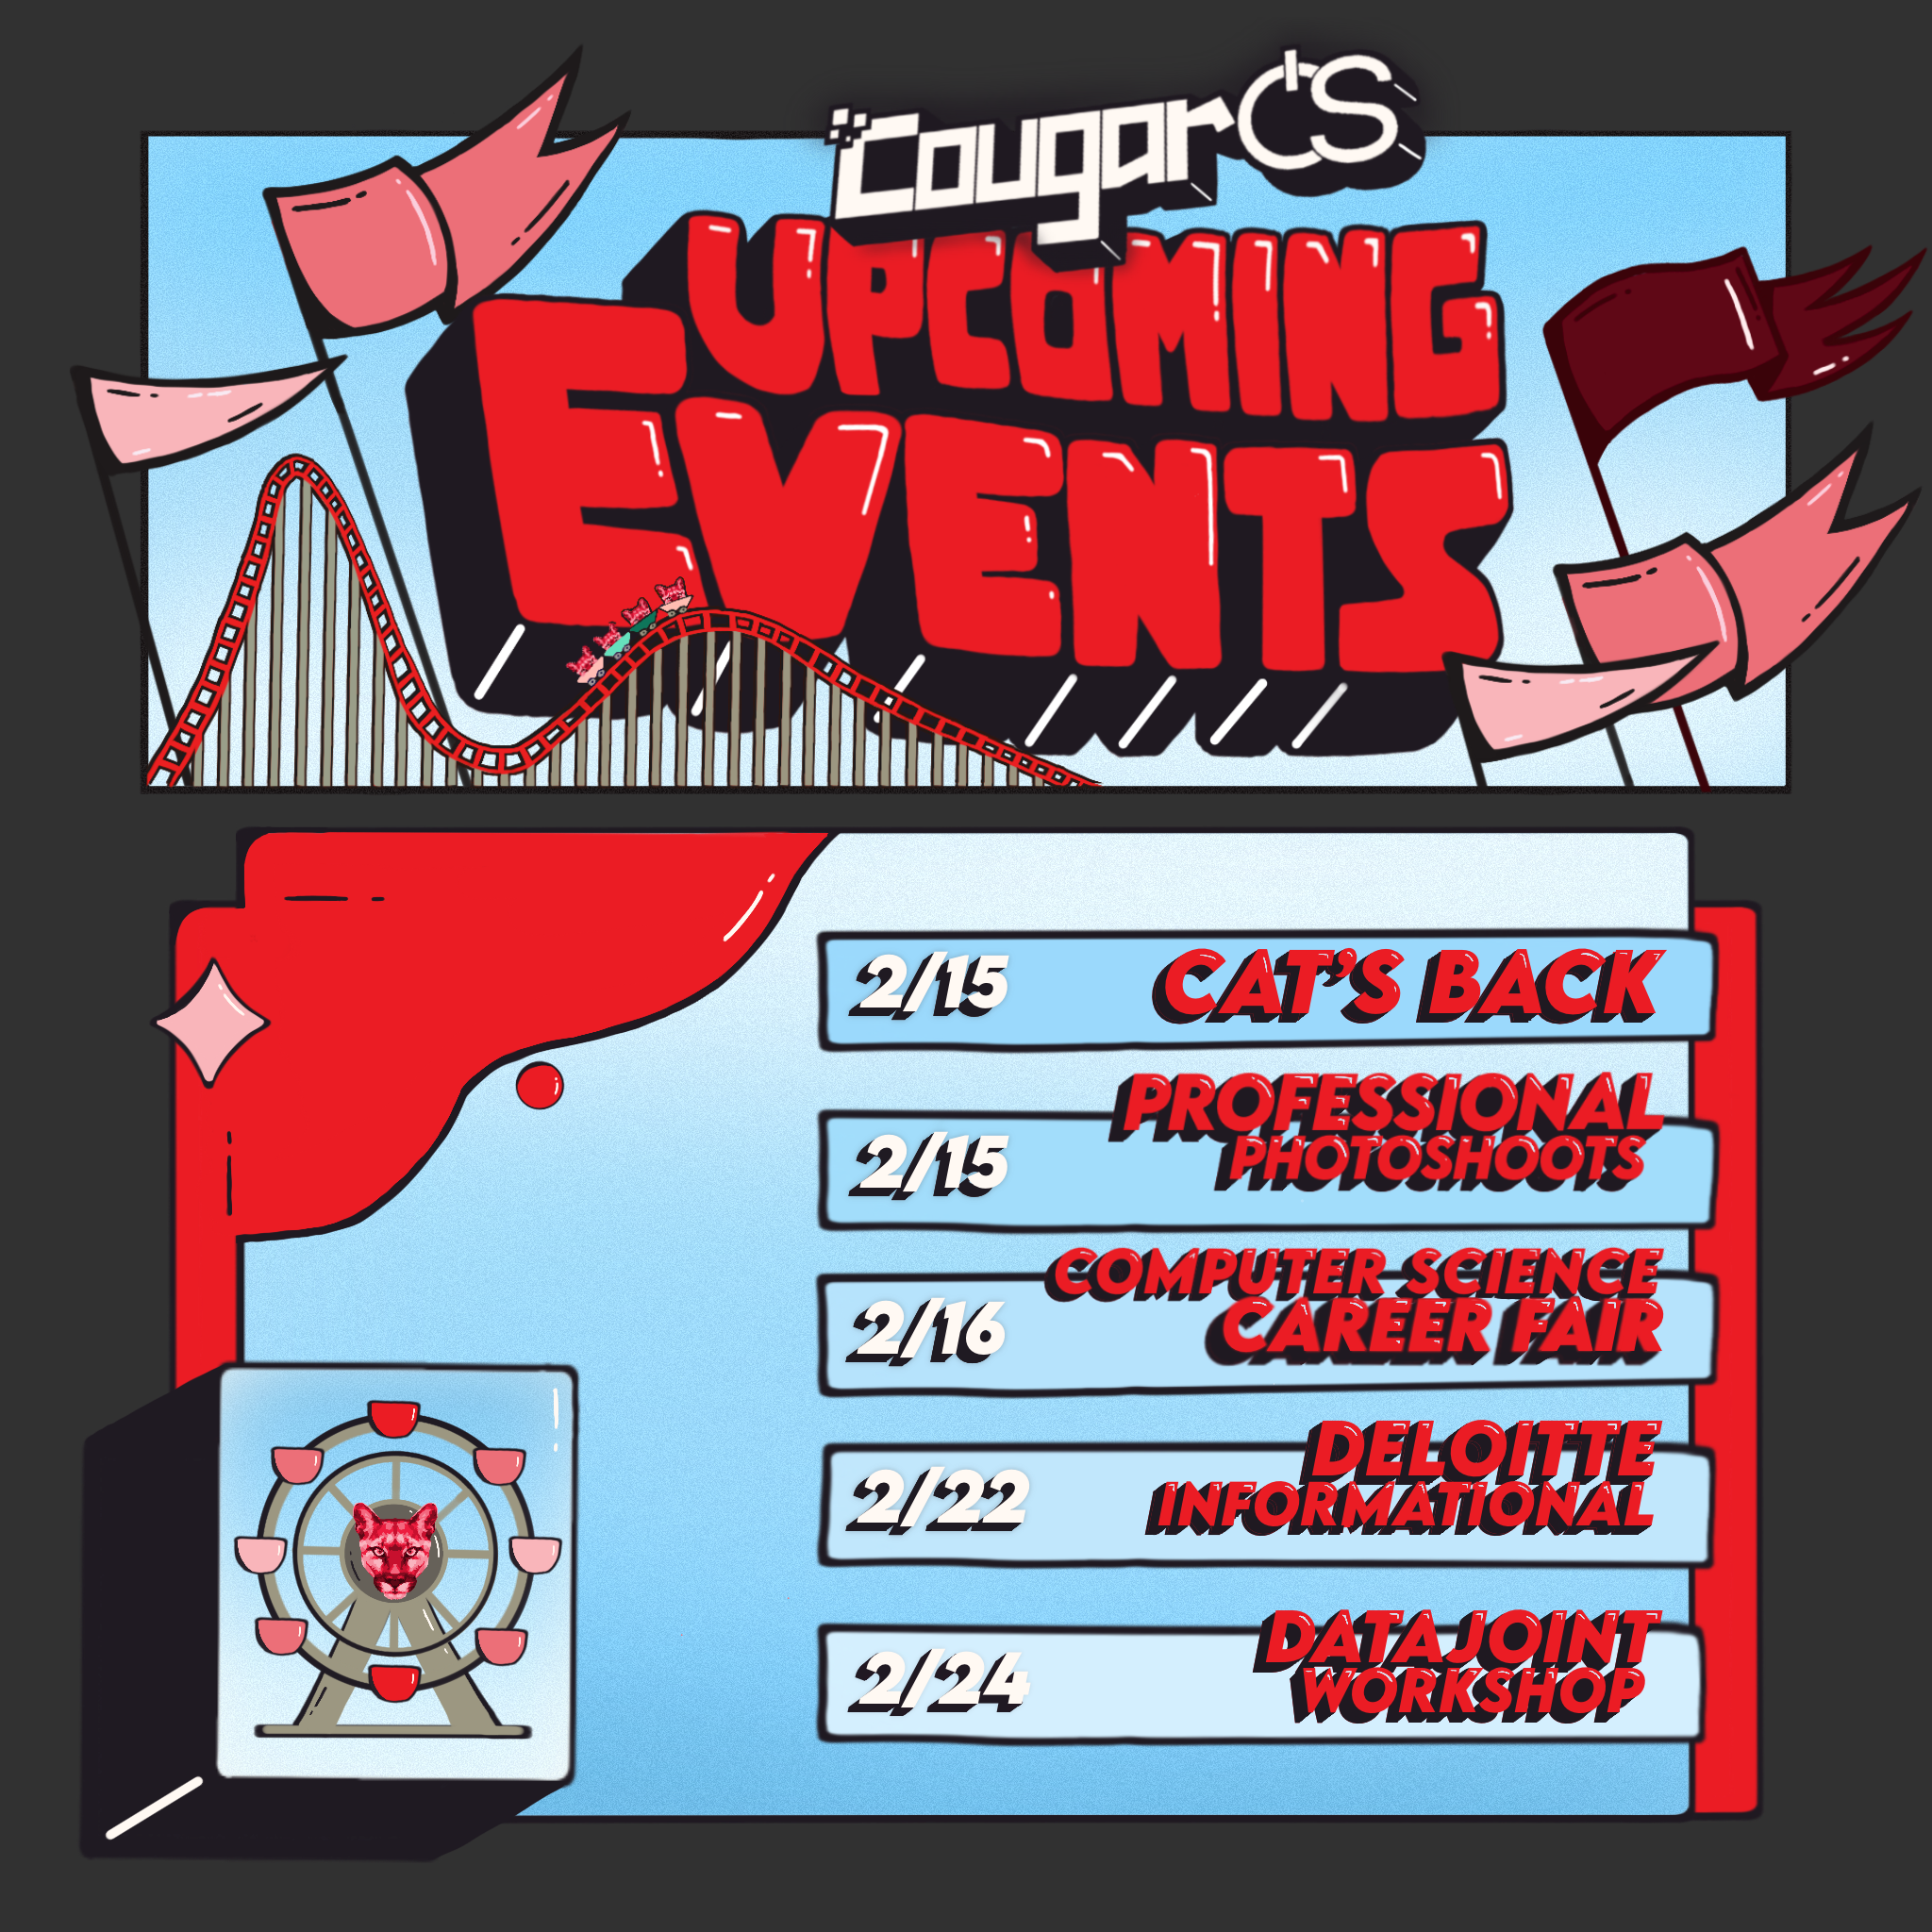 CougarCS
UPCOMING
EVENTS
2/15 CAT'S BACK
2/15 PROFESSIONAL
PHOTOSHOOTS
2/16 COMPUTER SCIENCE
CAREER FAIR
2/22 DELOITTE
INFORMATIONAL
2/24 DATAJOINT
WORKSHOP